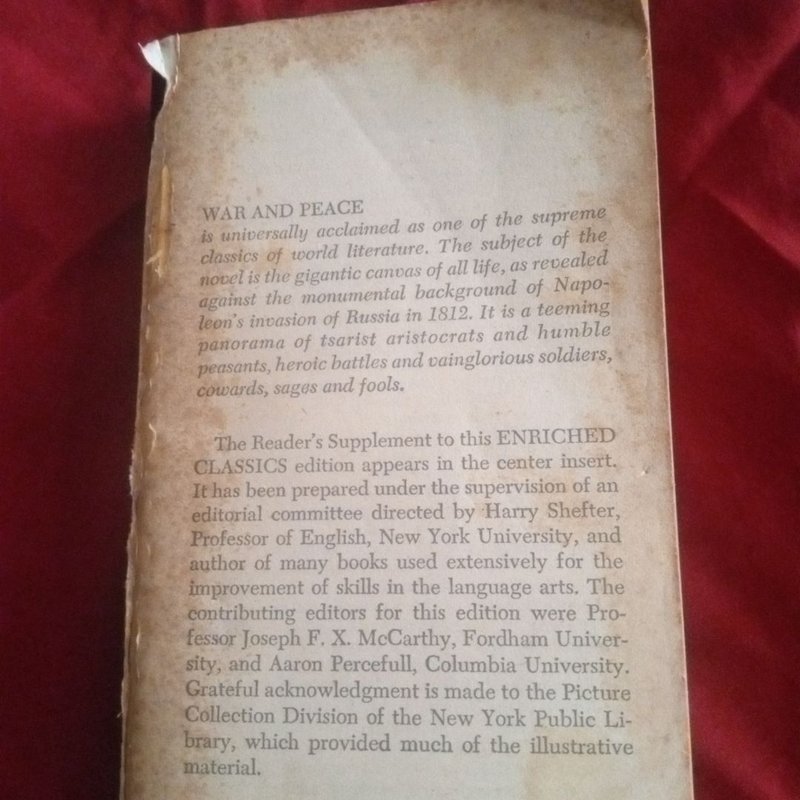 WAR AND PEACE
is universally acclaimed as one of the supreme
classics of world literature. The subject of the
novel is the gigantic canvas of all life, as revealed
against the monumental background of Napo-
leon's invasion of Russia in 1812. It is a teeming
panorama of tsarist aristocrats and humble
peasants, heroic battles and vainglorious soldiers,
cowards, sages and fools.
The Reader's Supplement to this ENRICHED
CLASSICS edition appears in the center insert.
It has been prepared under the supervision of an
editorial committee directed by Harry Shefter,
Professor of English, New York University, and
author of many books used extensively for the
improvement of skills in the language arts. The
contributing editors for this edition were Pro-
fessor Joseph F. X. McCarthy, Fordham Univer-
sity, and Aaron Percefull, Columbia University.
Grateful acknowledgment is made to the Picture
Collection Division of the New York Public Li-
brary, which provided much of the illustrative
material.